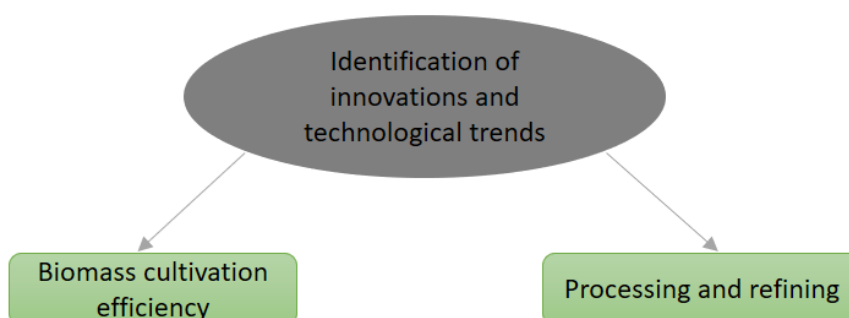 Identification of
innovations and
technological trends
Biomass cultivation
efficiency
Processing and refining